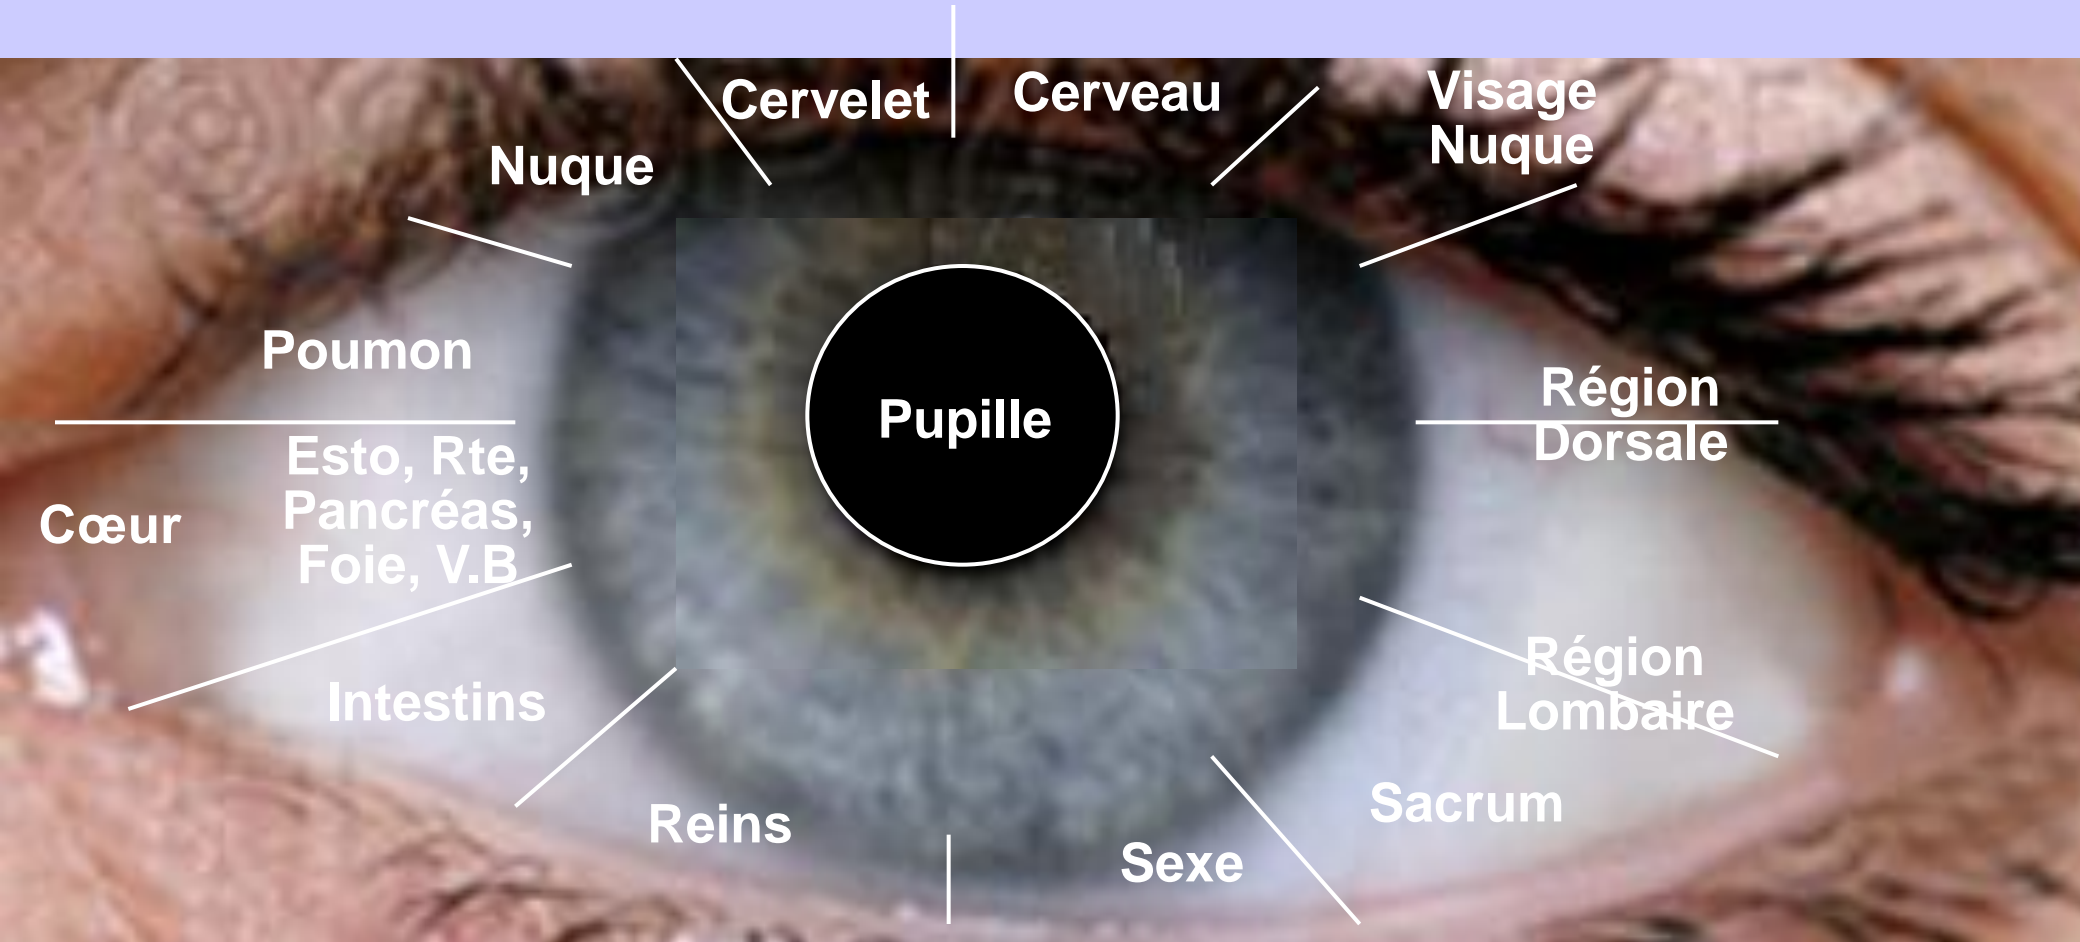 Cervelet
Cerveau
Visage
Nuque
Nuque
Poumon
Région
Dorsale
Pupille
Esto, Rte,
Pancréas,
Foie, V.B
Cœur
Région
Lombaire
Intestins
Sacrum
Reins
Sexe